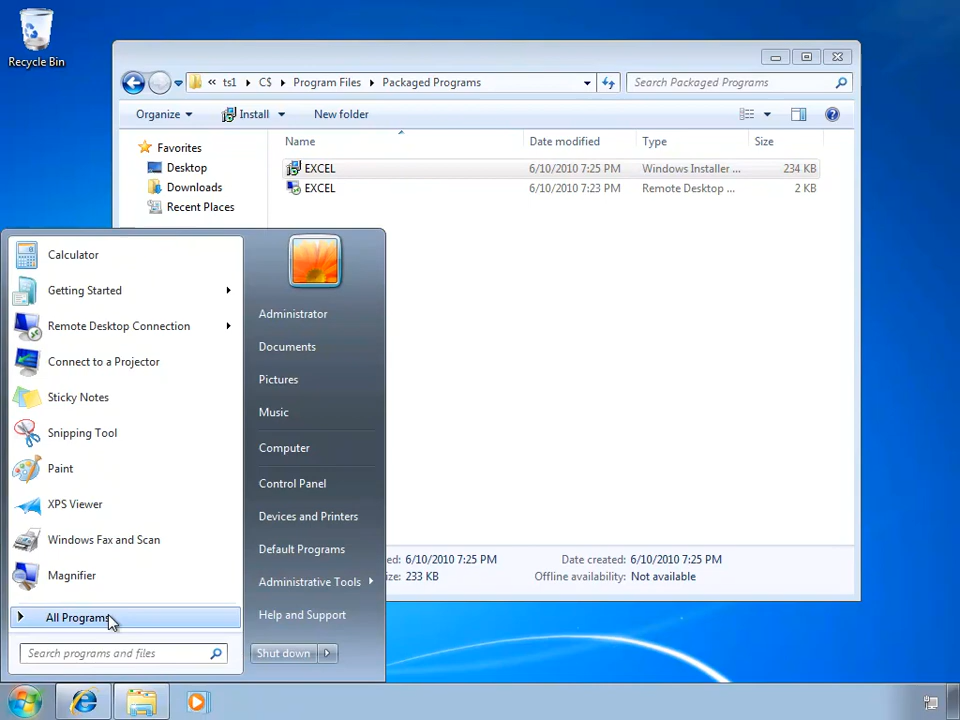 Recycle Bin
« ts1 ▸ C$ ▸ Program Files ▸ Packaged Programs
Search Packaged Programs
Organize
Install
New folder
Name
Date modified
Type
Size
Favorites
Desktop
Downloads
Recent Places
EXCEL 6/10/2010 7:25 PM Windows Installer ... 234 KB
EXCEL 6/10/2010 7:23 PM Remote Desktop ... 2 KB
Calculator
Getting Started
Remote Desktop Connection
Connect to a Projector
Sticky Notes
Snipping Tool
Paint
XPS Viewer
Windows Fax and Scan
Magnifier
All Programs
Search programs and files
Administrator
Documents
Pictures
Music
Computer
Control Panel
Devices and Printers
Default Programs
Administrative Tools
Help and Support
Shut down
ed: 6/10/2010 7:25 PM Date created: 6/10/2010 7:25 PM
ize: 233 KB Offline availability: Not available